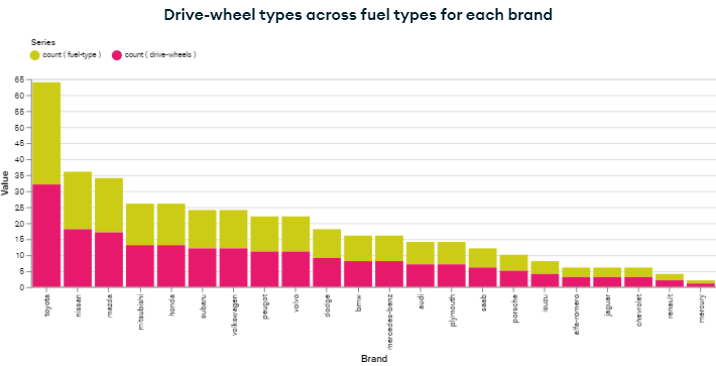 Drive-wheel types across fuel types for each brand
Series
count ( fuel-type )
count ( drive-wheels )
65
60
55
50
45
40
35
30
25
20
15
10
5
0
Value
toyota
nissan
mazda
mitsubishi
honda
subaru
volkswagen
peugot
volvo
dodge
bmw
mercedes-benz
audi
plymouth
saab
porsche
isuzu
alfa-romero
jaguar
chevrolet
renault
mercury
Brand